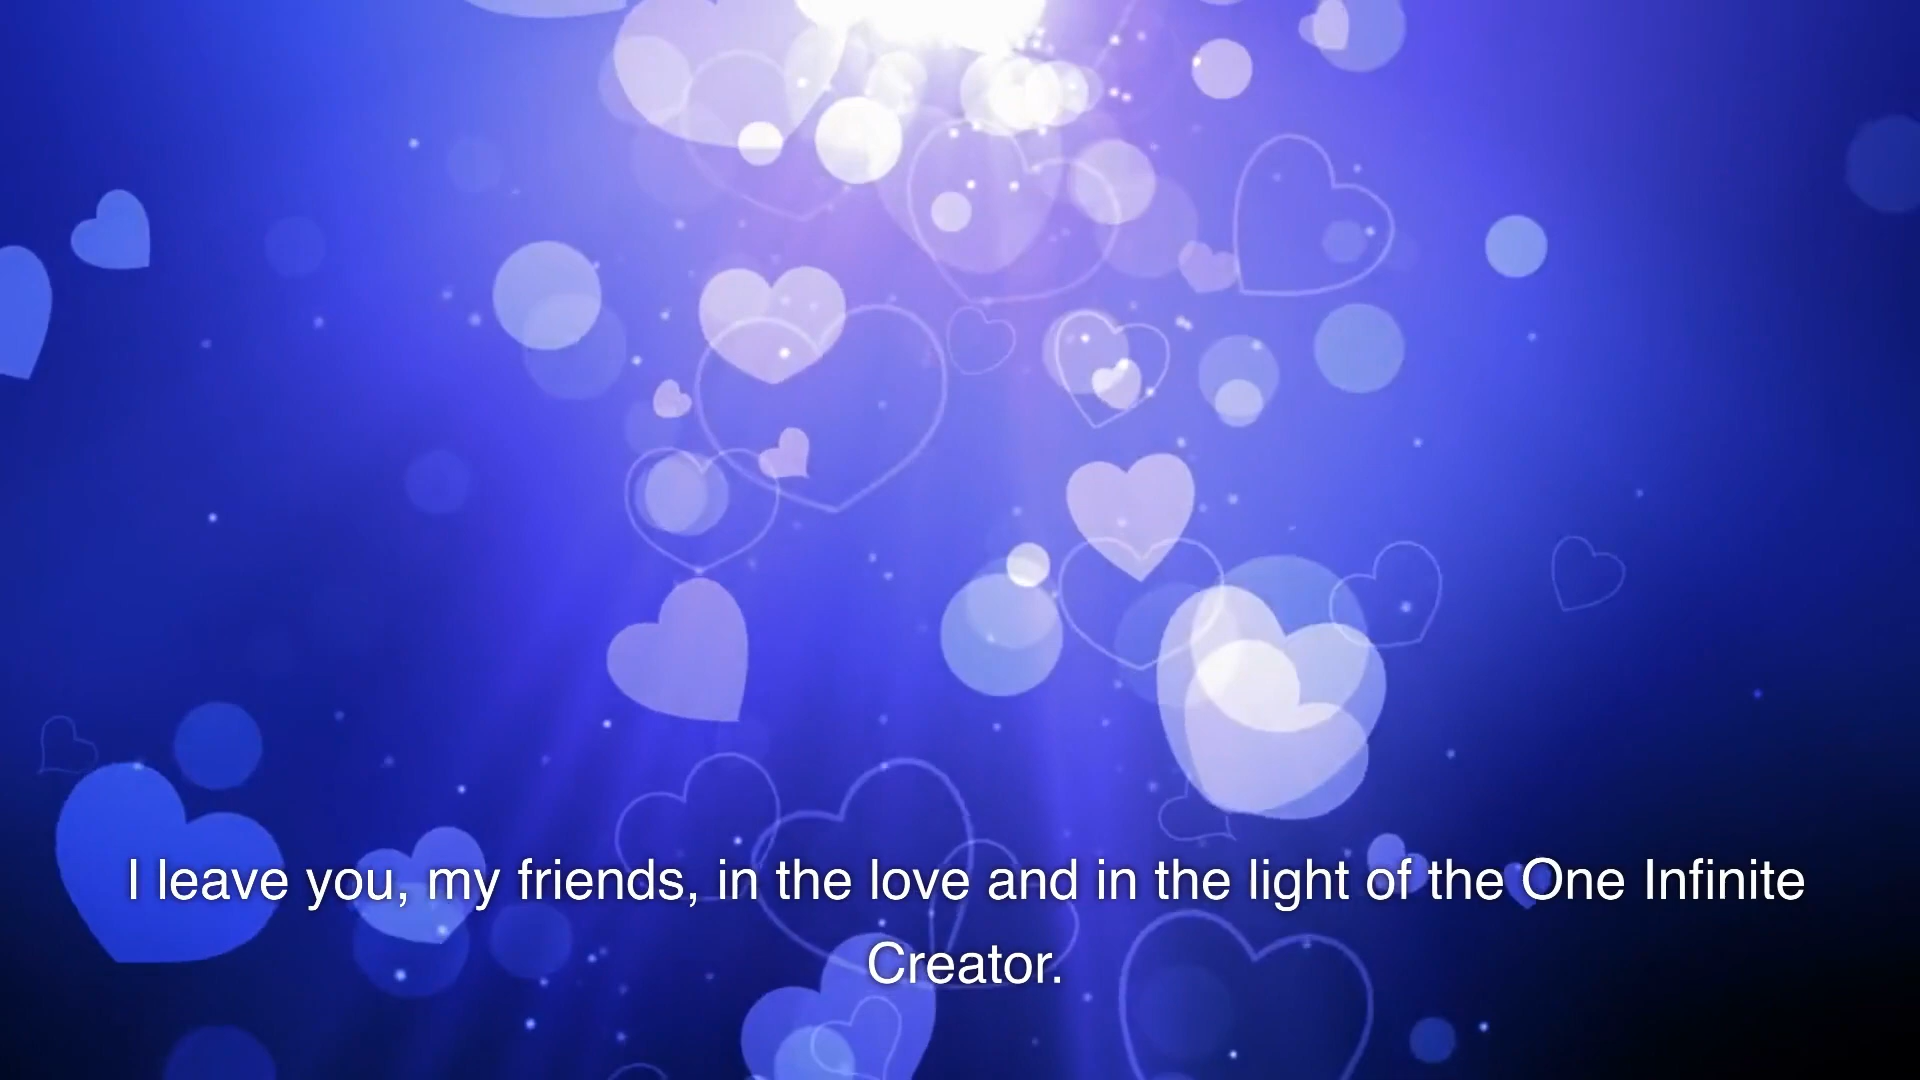 I leave you, my friends, in the love and in the light of the One Infinite
Creator.